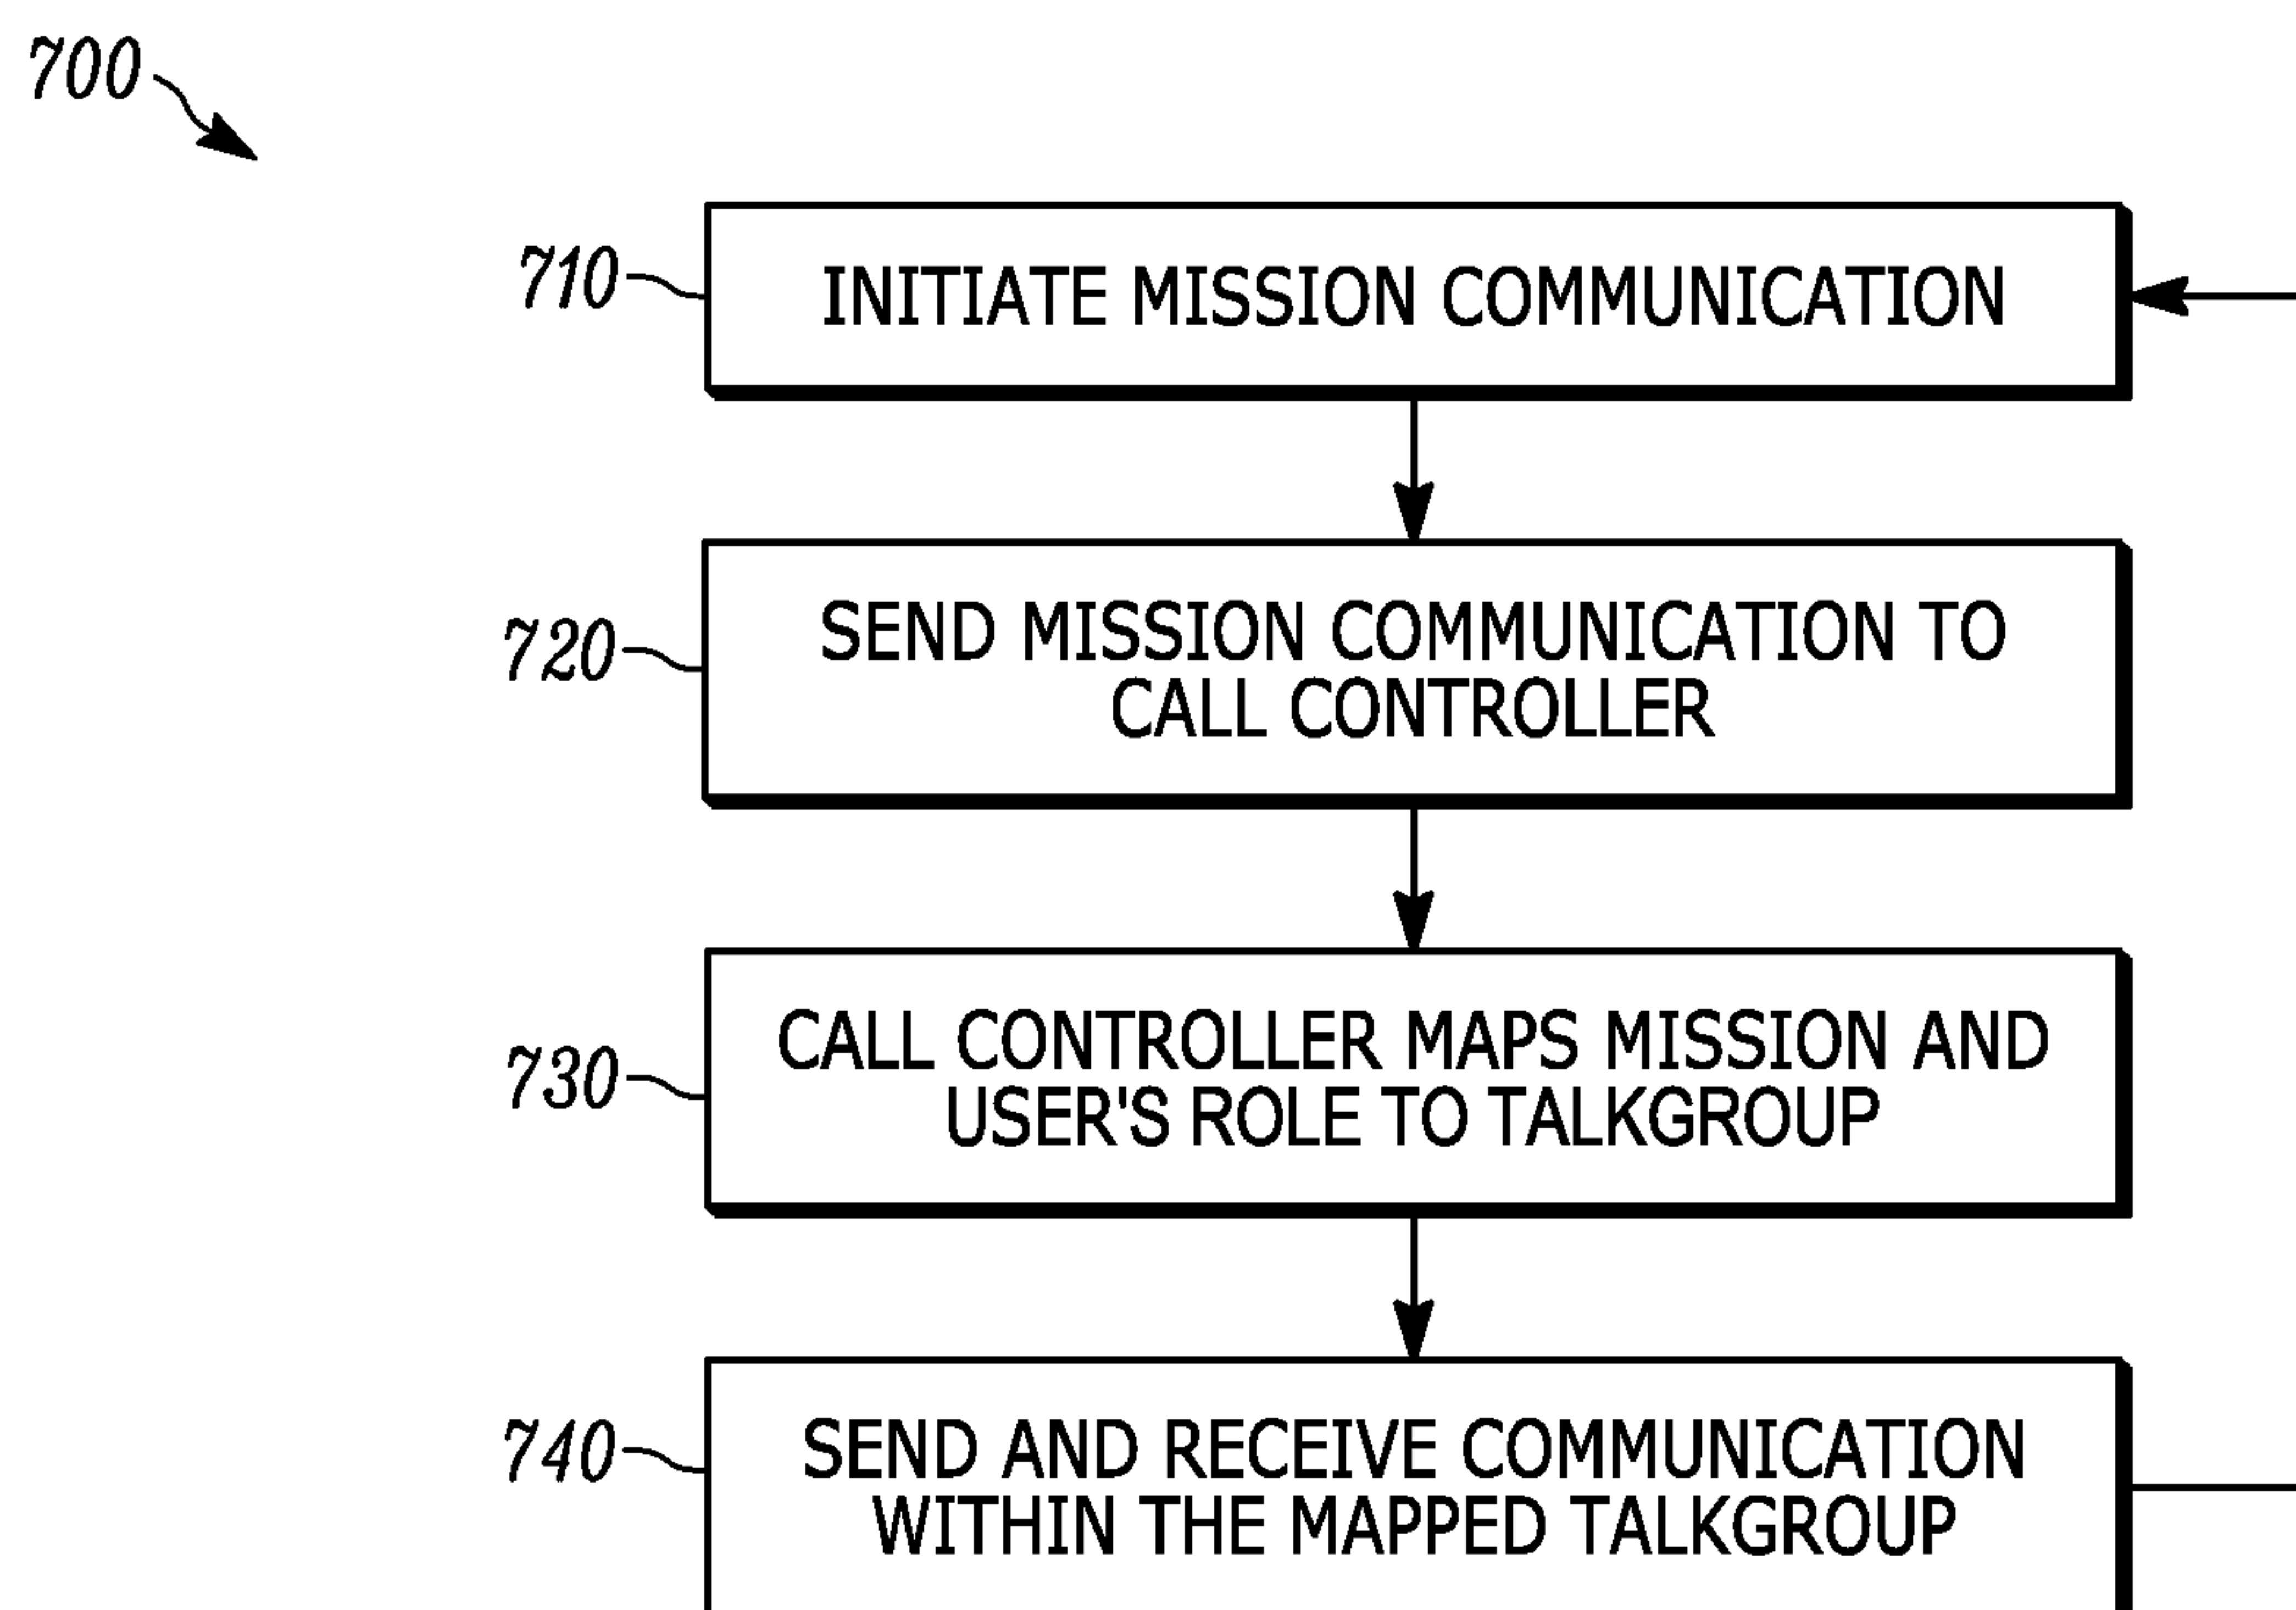 700
710
INITIATE MISSION COMMUNICATION
720
SEND MISSION COMMUNICATION TO
CALL CONTROLLER
730
CALL CONTROLLER MAPS MISSION AND
USER'S ROLE TO TALKGROUP
740
SEND AND RECEIVE COMMUNICATION
WITHIN THE MAPPED TALKGROUP